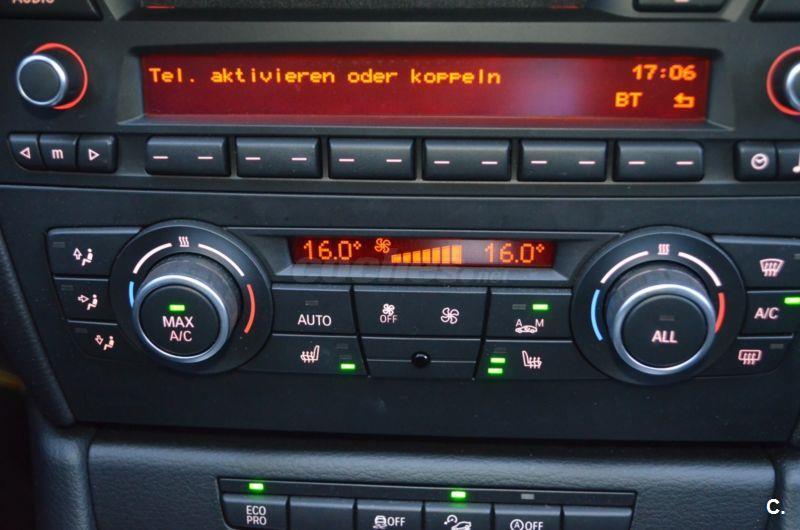 AUDIO
Tel. aktivieren oder koppeln 17:06
BT
m
16.0° 16.0°
MAX A/C
AUTO
OFF
A M
ALL
A/C
ECO PRO
OFF
OFF
C.